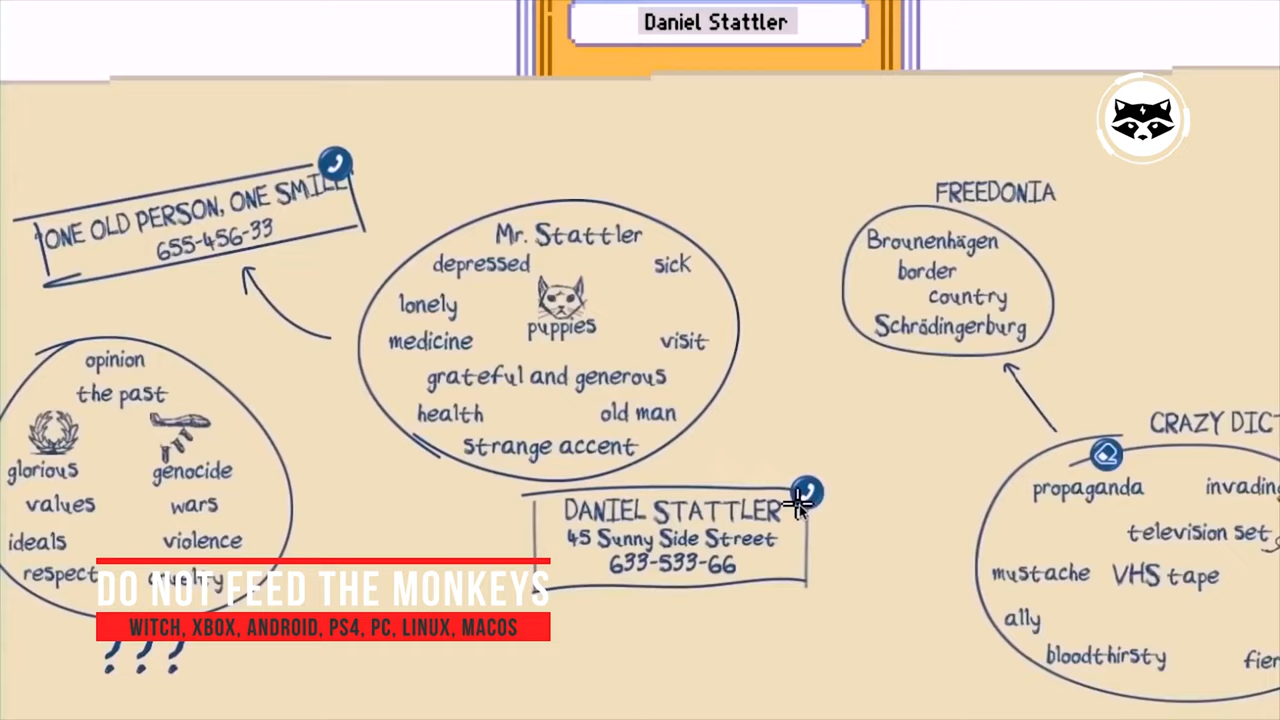 Daniel Stattler
"ONE OLD PERSON, ONE SMILE"
655-456-33
Mr. Stattler
depressed
sick
lonely
puppies
medicine
visit
grateful and generous
health
old man
strange accent
DANIEL STATTLER
45 Sunny Side Street
633-533-66
FREEDONIA
Brounenhägen
border
country
Schrädingerburg
opinion
the past
glorious
genocide
values
wars
ideals
violence
respect
cruelty
???
CRAZY DICT
propaganda
invading
television set
mustache
VHS tape
ally
bloodthirsty
fier
DO NOT FEED THE MONKEYS
WITCH, XBOX, ANDROID, PS4, PC, LINUX, MACOS